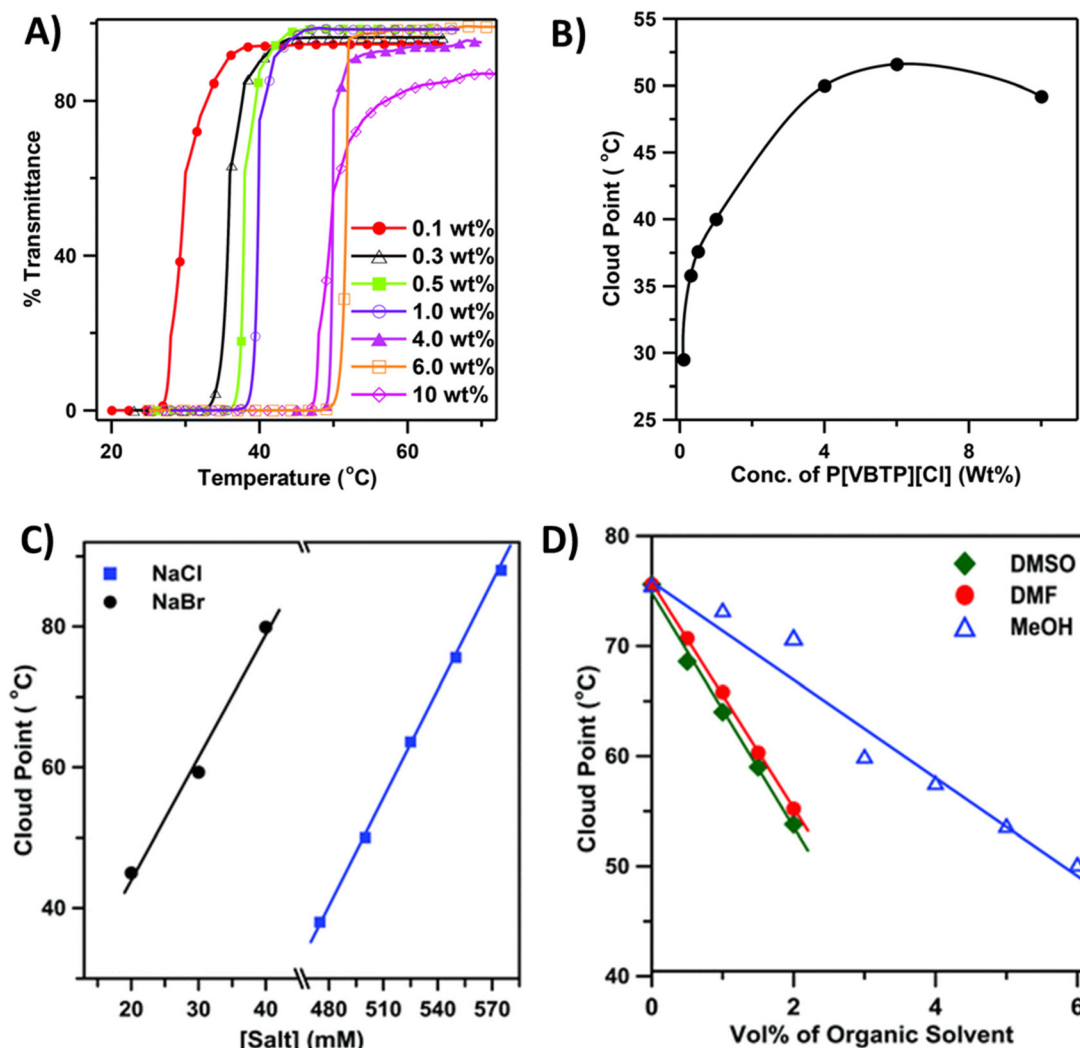 A)
80
40
0
% Transmittance
0.1 wt%
0.3 wt%
0.5 wt%
1.0 wt%
4.0 wt%
6.0 wt%
10 wt%
20 40 60
Temperature (°C)
B)
55
50
45
40
35
30
25
Cloud Point (°C)
0 4 8
Conc. of P[VBTP][Cl] (Wt%)
C)
NaCl
NaBr
80
60
40
Cloud Point (°C)
20 30 40 480 510 540 570
[Salt] (mM)
D)
DMSO
DMF
MeOH
80
70
60
50
40
Cloud Point (°C)
0 2 4 6
Vol% of Organic Solvent